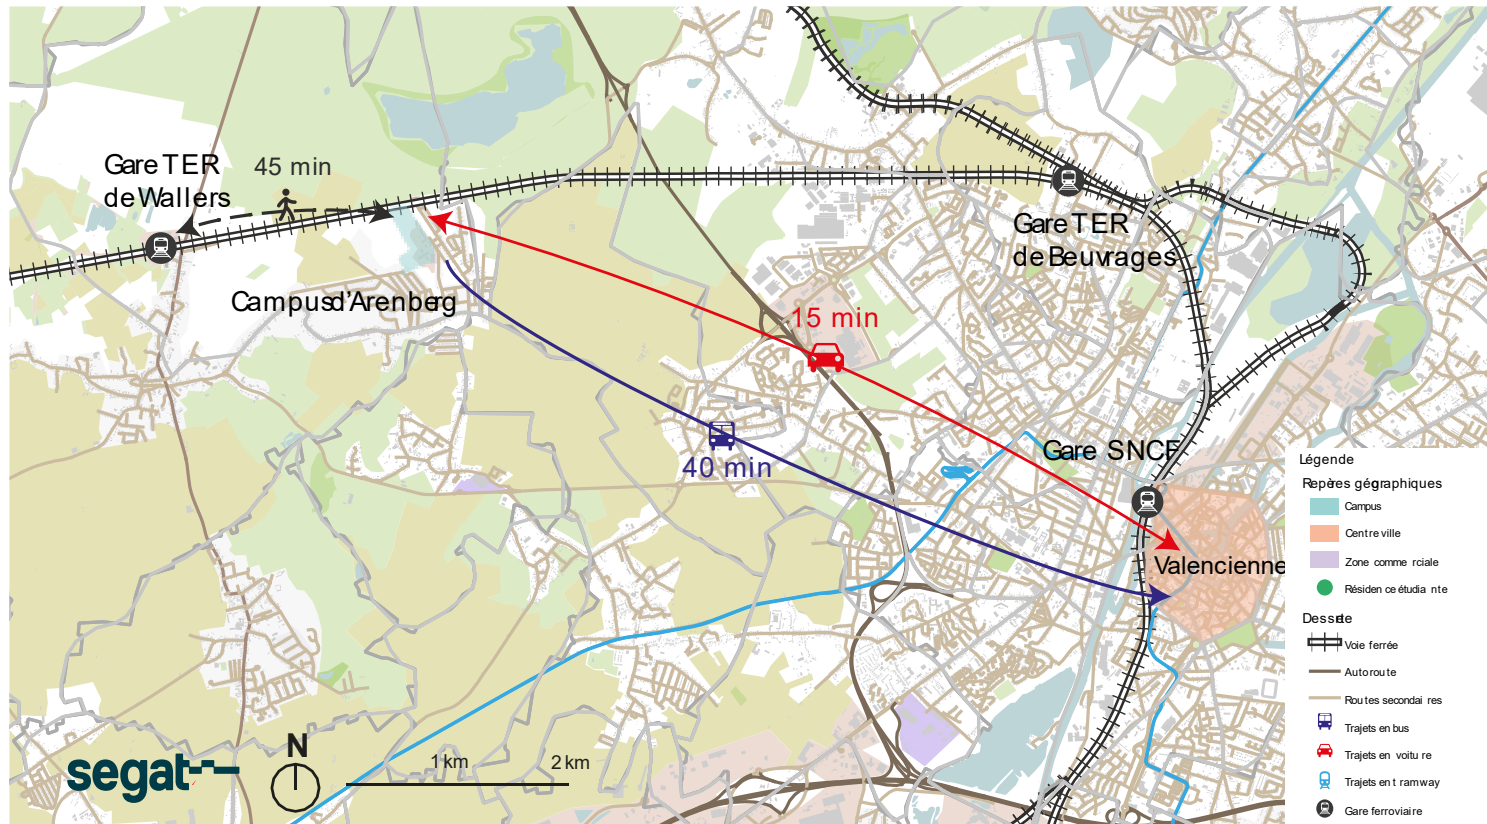 Gare TER
de Wallers
45 min
Campus d'Arenberg
Gare TER
de Beuvrages
15 min
40 min
Gare SNCF
Valencienne
Légende
Repères géographiques
Campus
Centre ville
Zone commerciale
Résidence étudiante
Desserte
Voie ferrée
Autoroute
Routes secondaires
Trajets en bus
Trajets en voiture
Trajets en tramway
Gare ferroviaire
segat
N
1 km
2 km